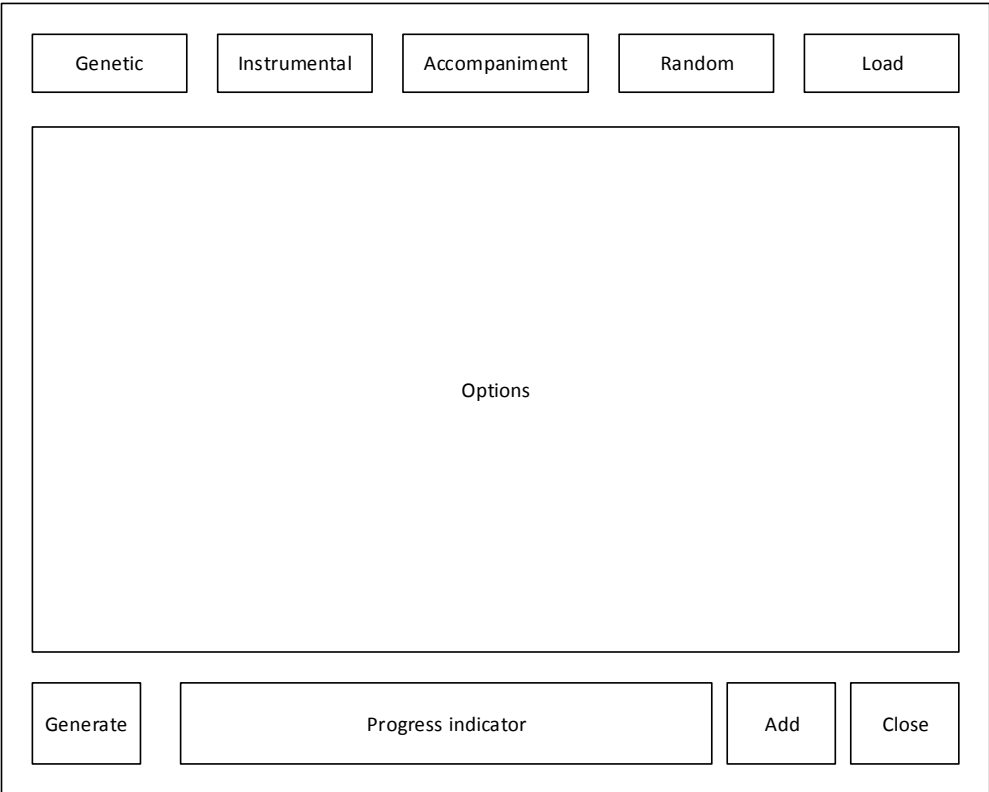 Genetic
Instrumental
Accompaniment
Random
Load
Options
Generate
Progress indicator
Add
Close